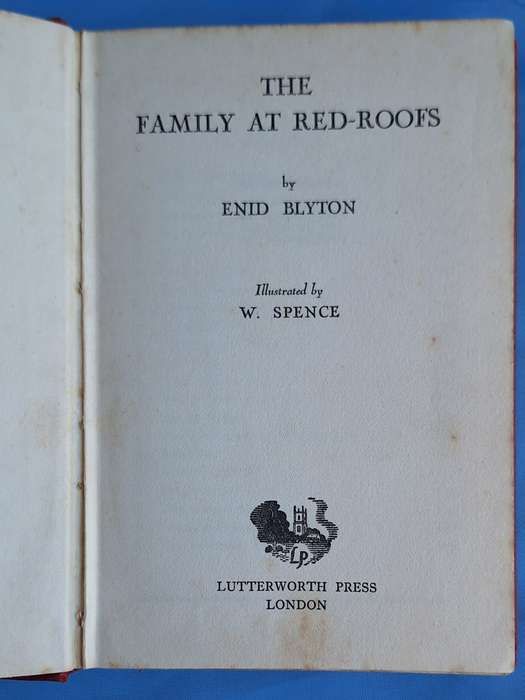 THE
FAMILY AT RED-ROOFS
by
ENID BLYTON
Illustrated by
W. SPENCE
LP
LUTTERWORTH PRESS
LONDON